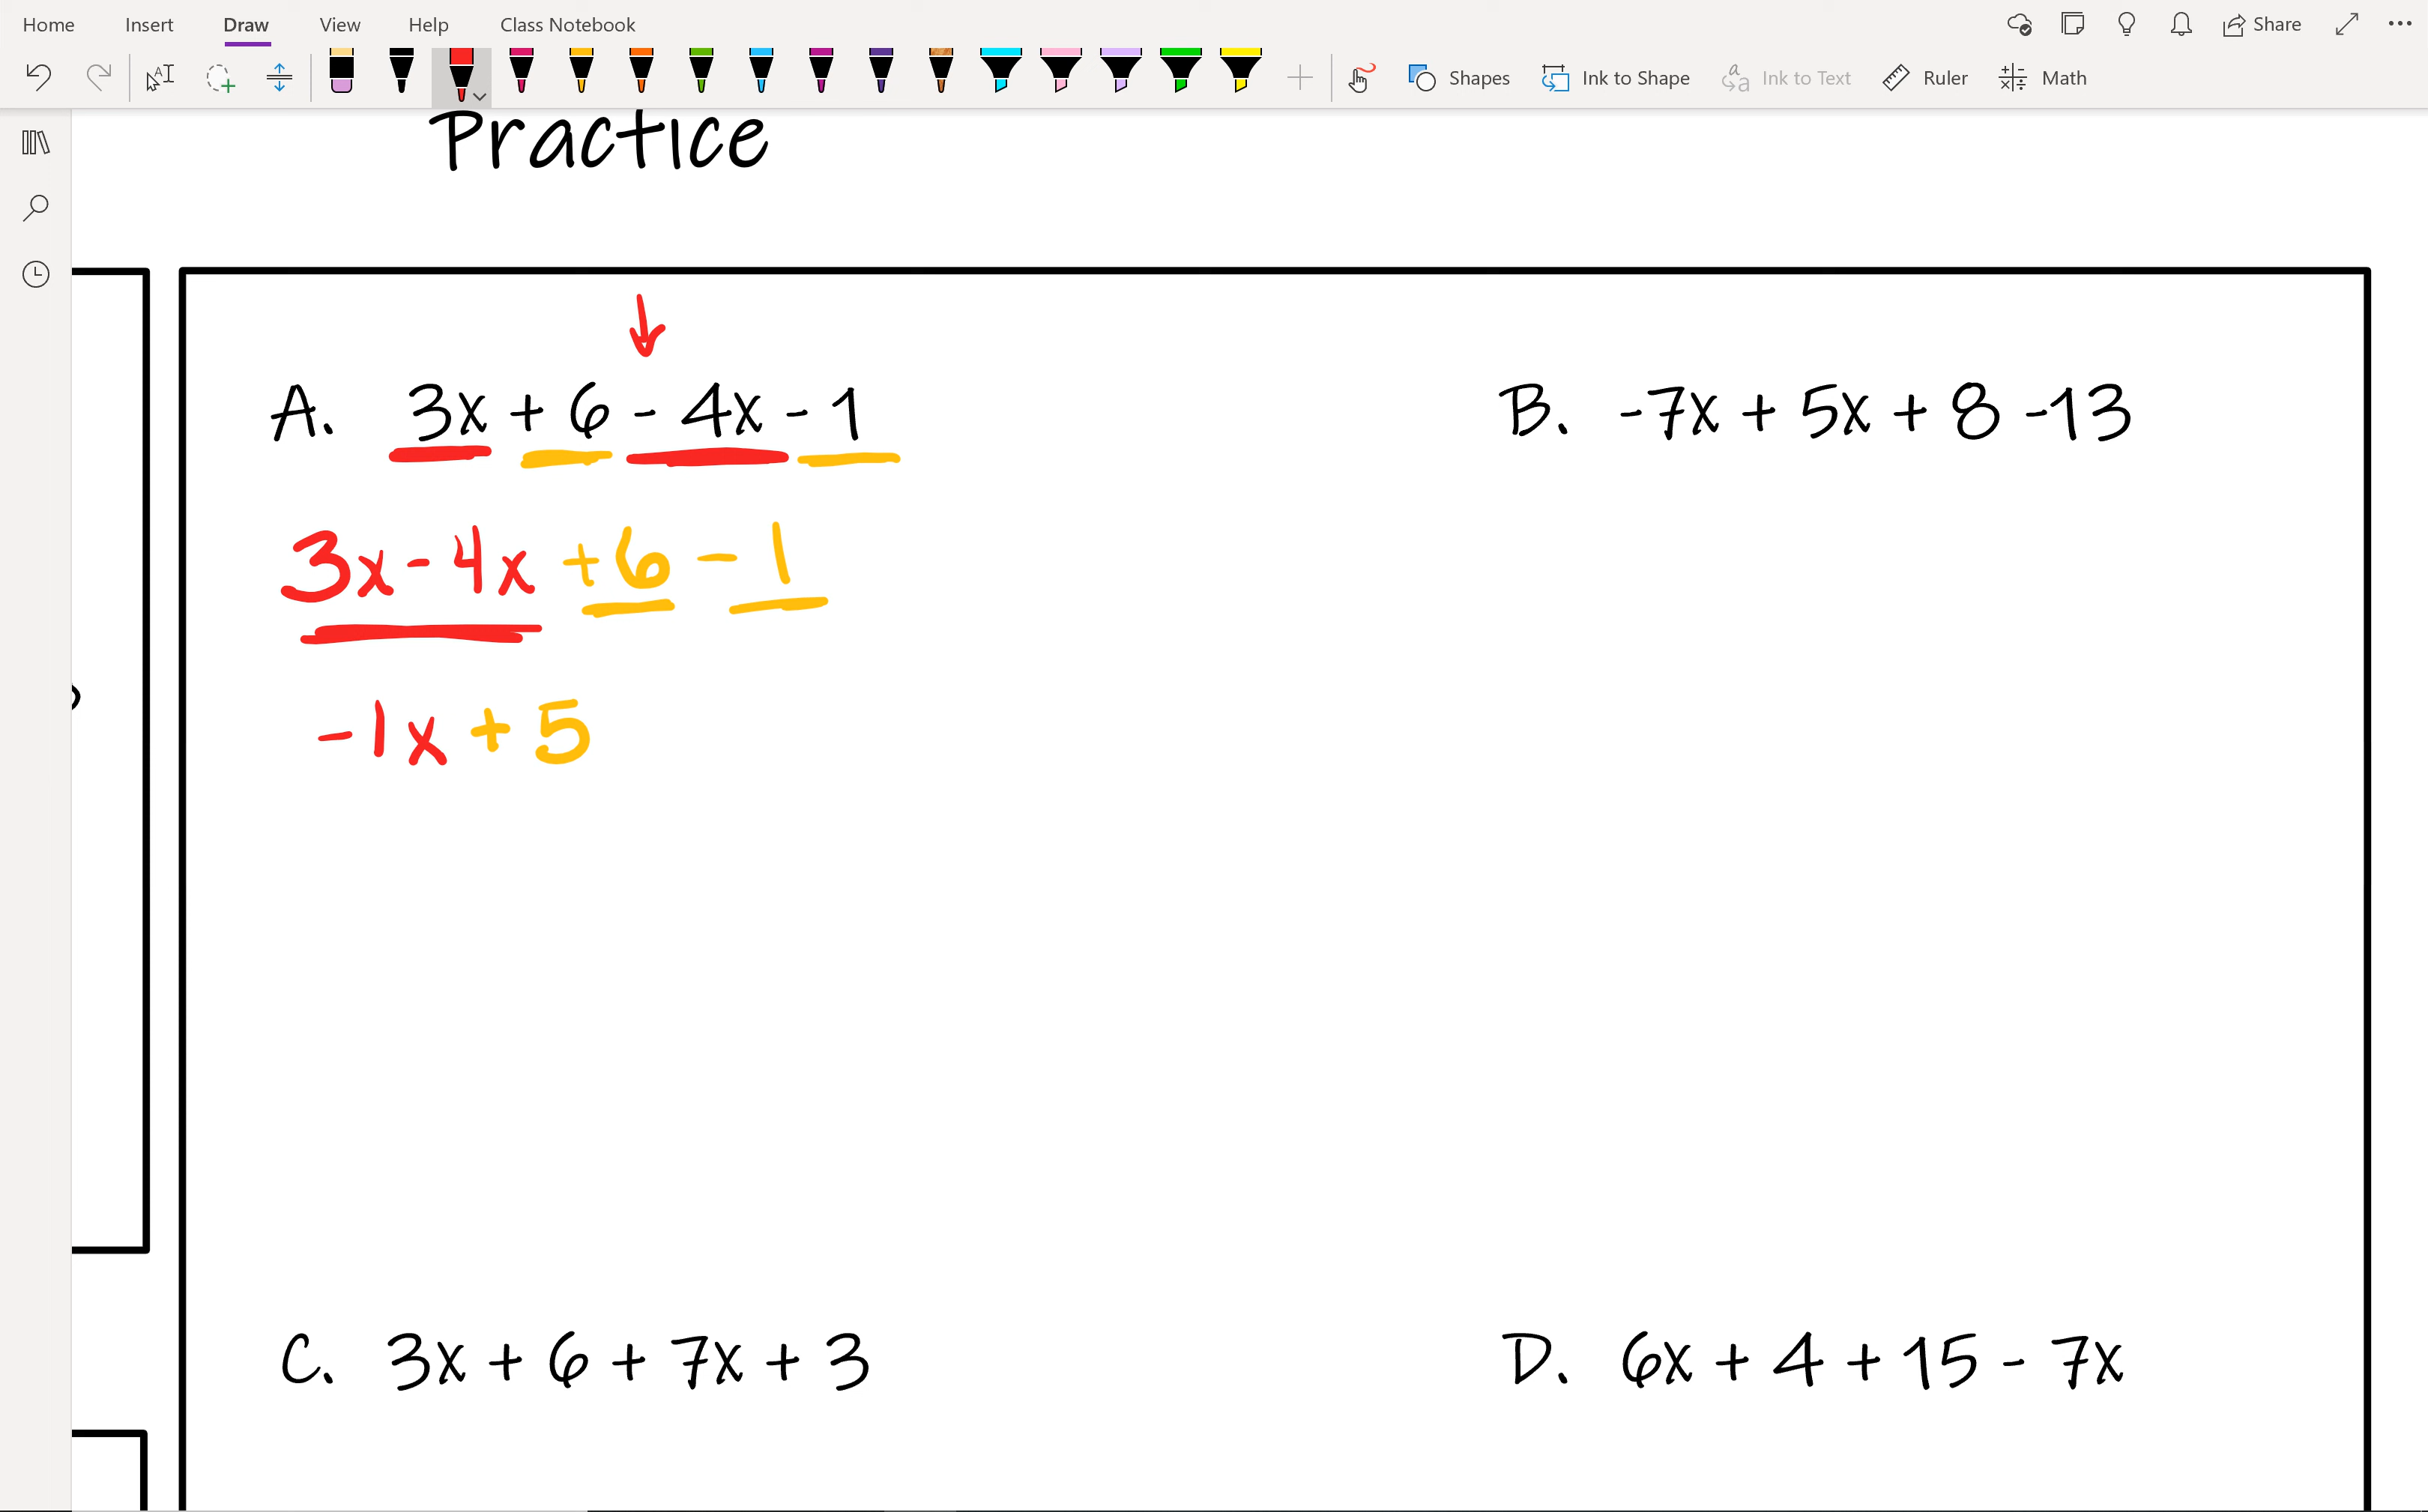 Home Insert Draw View Help Class Notebook Share
Shapes Ink to Shape Ink to Text Ruler Math
Practice
A. 3x + 6 - 4x - 1
B. -7x + 5x + 8 -13
3x - 4x + 6 - 1
-1x + 5
C. 3x + 6 + 7x + 3
D. 6x + 4 + 15 - 7x